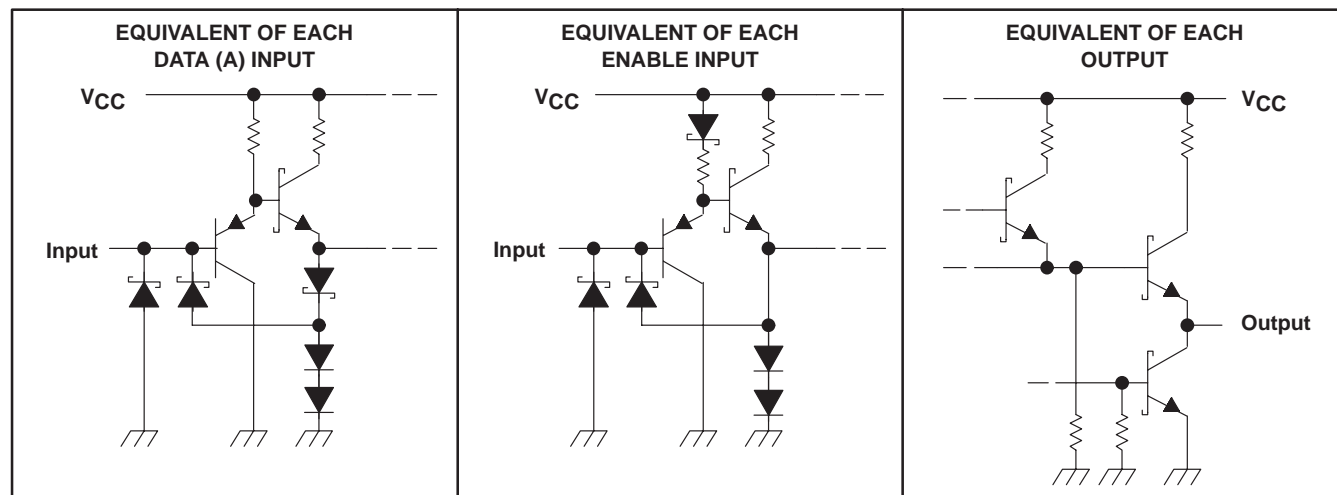 EQUIVALENT OF EACH
DATA (A) INPUT
VCC
Input
EQUIVALENT OF EACH
ENABLE INPUT
VCC
Input
EQUIVALENT OF EACH
OUTPUT
VCC
Output